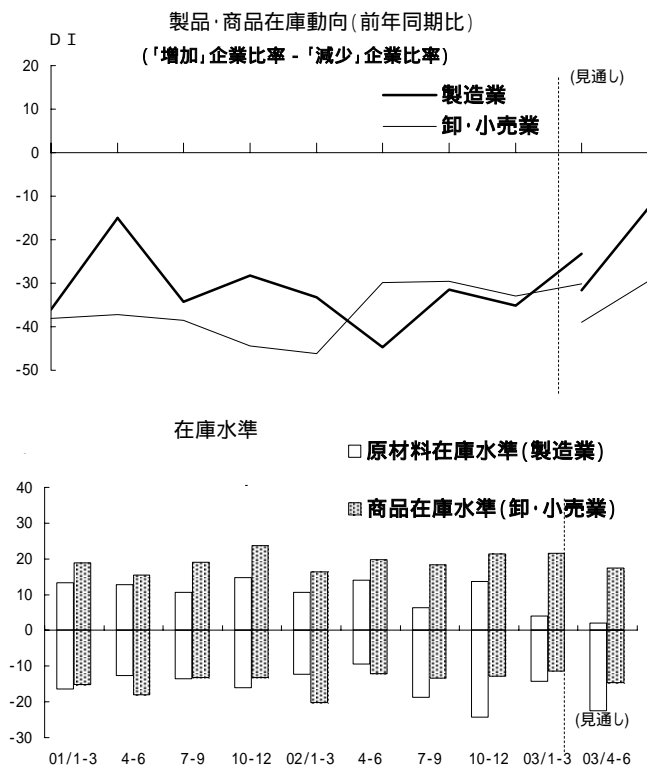 製品・商品在庫動向(前年同期比)
ＤＩ
(「増加」企業比率 - 「減少」企業比率)
20
(見通し)
製造業
10
卸・小売業
0
-10
-20
-30
-40
-50
在庫水準
原材料在庫水準(製造業)
40
商品在庫水準(卸・小売業)
30
20
10
0
-10
-20
(見通し)
-30
01/1-3 4-6 7-9 10-12 02/1-3 4-6 7-9 10-12 03/1-3 03/4-6